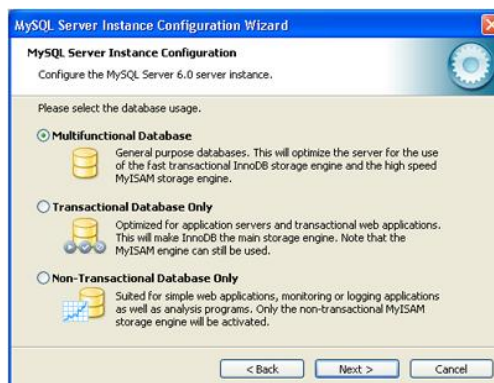 MySQL Server Instance Configuration Wizard
MySQL Server Instance Configuration
Configure the MySQL Server 6.0 server instance.
Please select the database usage.
Multifunctional Database
General purpose databases. This will optimize the server for the use
of the fast transactional InnoDB storage engine and the high speed
MyISAM storage engine.
Transactional Database Only
Optimized for application servers and transactional web applications.
This will make InnoDB the main storage engine. Note that the
MyISAM engine can still be used.
Non-Transactional Database Only
Suited for simple web applications, monitoring or logging applications
as well as analysis programs. Only the non-transactional MyISAM
storage engine will be activated.
< Back
Next >
Cancel